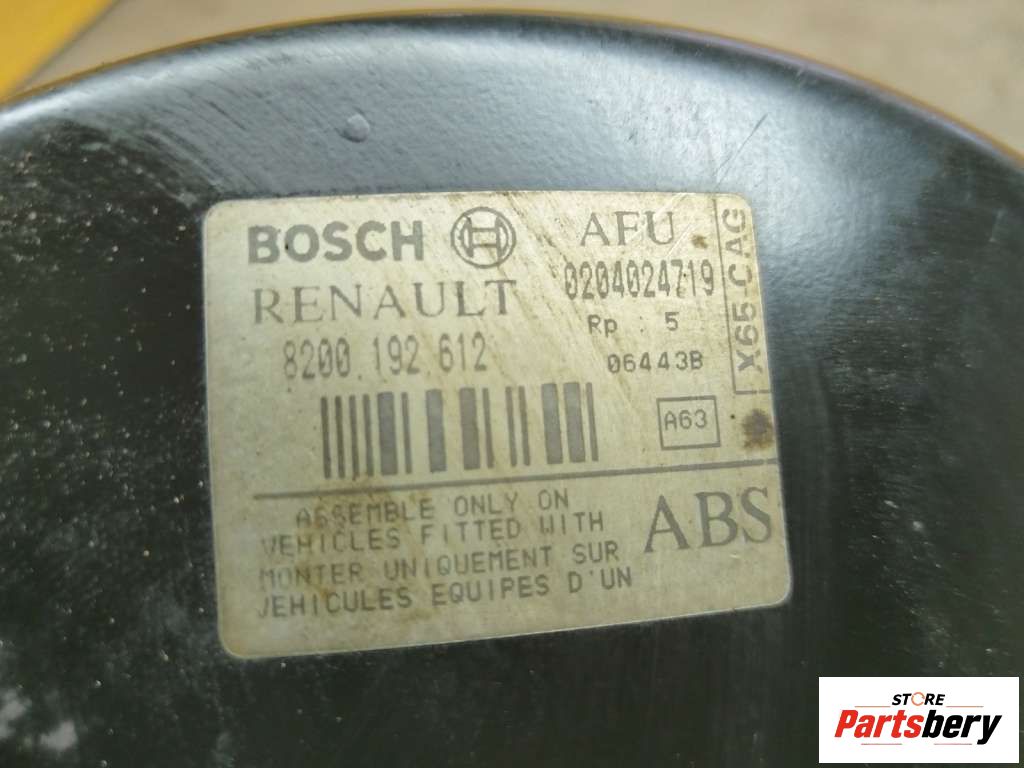 BOSCH AFU
0204024719
RENAULT
Rp : 5
8200 192 612
06443B
X65 CAG
A63
ASSEMBLE ONLY ON
VEHICLES FITTED WITH
MONTER UNIQUEMENT SUR
VEHICULES EQUIPES D'UN
ABS
STORE
Partsbery